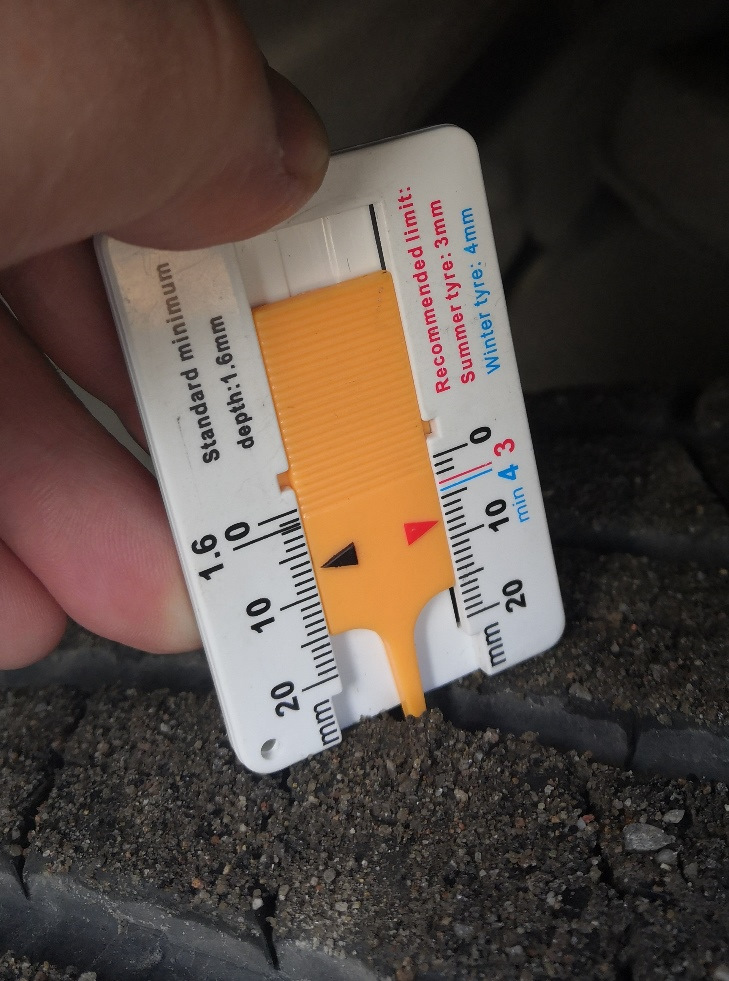 Standard minimum
depth:1.6mm
Recommended limit:
Summer tyre: 3mm
Winter tyre: 4mm
1.6
0
10
20
mm
0
3
4
min
10
20
mm